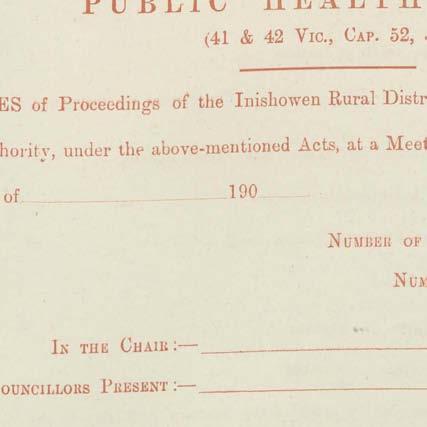 PUBLIC HEALTH
(41 & 42 Vic., Cap. 52,
ES of Proceedings of the Inishowen Rural Distr
hority, under the above-mentioned Acts, at a Meet
of 190
Number of
Num
In the Chair:—
ouncillors Present:—